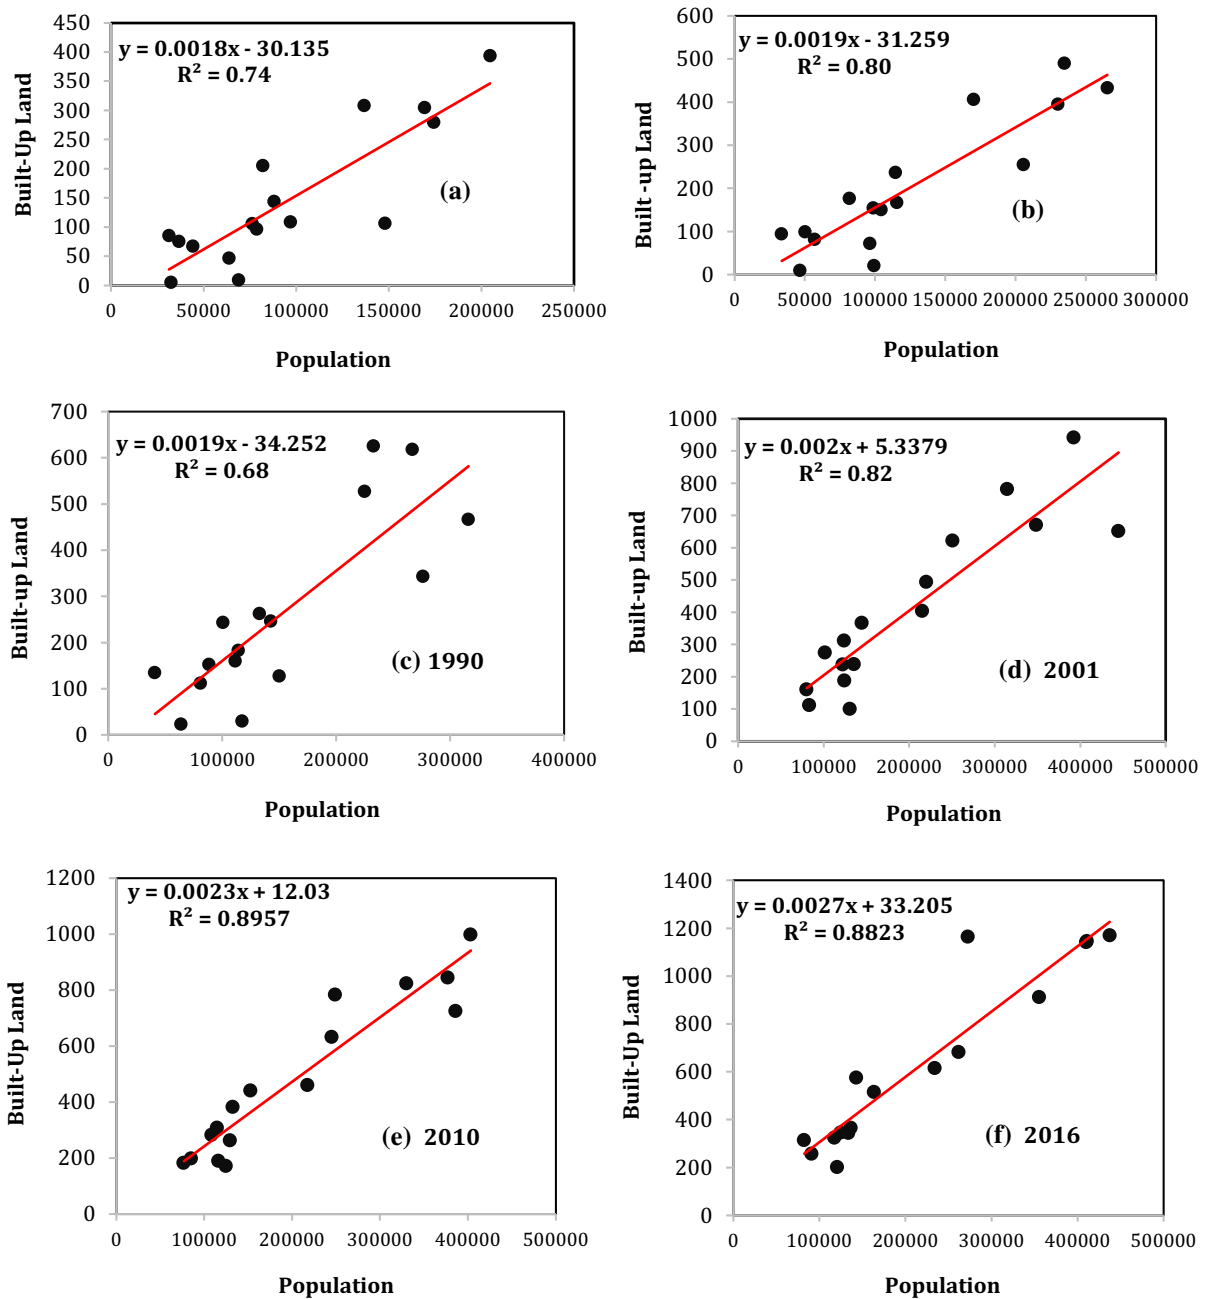 Built-Up Land
450
400
350
300
250
200
150
100
50
0
y = 0.0018x - 30.135
R² = 0.74
(a)
0 50000 100000 150000 200000 250000
Population
Built -up Land
600
500
400
300
200
100
0
y = 0.0019x - 31.259
R² = 0.80
(b)
0 50000 100000 150000 200000 250000 300000
Population
Built-up Land
700
600
500
400
300
200
100
0
y = 0.0019x - 34.252
R² = 0.68
(c) 1990
0 100000 200000 300000 400000
Population
Built-up Land
1000
900
800
700
600
500
400
300
200
100
0
y = 0.002x + 5.3379
R² = 0.82
(d) 2001
0 100000 200000 300000 400000 500000
Population
Built-Up Land
1200
1000
800
600
400
200
0
y = 0.0023x + 12.03
R² = 0.8957
(e) 2010
0 100000 200000 300000 400000 500000
Population
Built-Up Land
1400
1200
1000
800
600
400
200
0
y = 0.0027x + 33.205
R² = 0.8823
(f) 2016
0 100000 200000 300000 400000 500000
Population